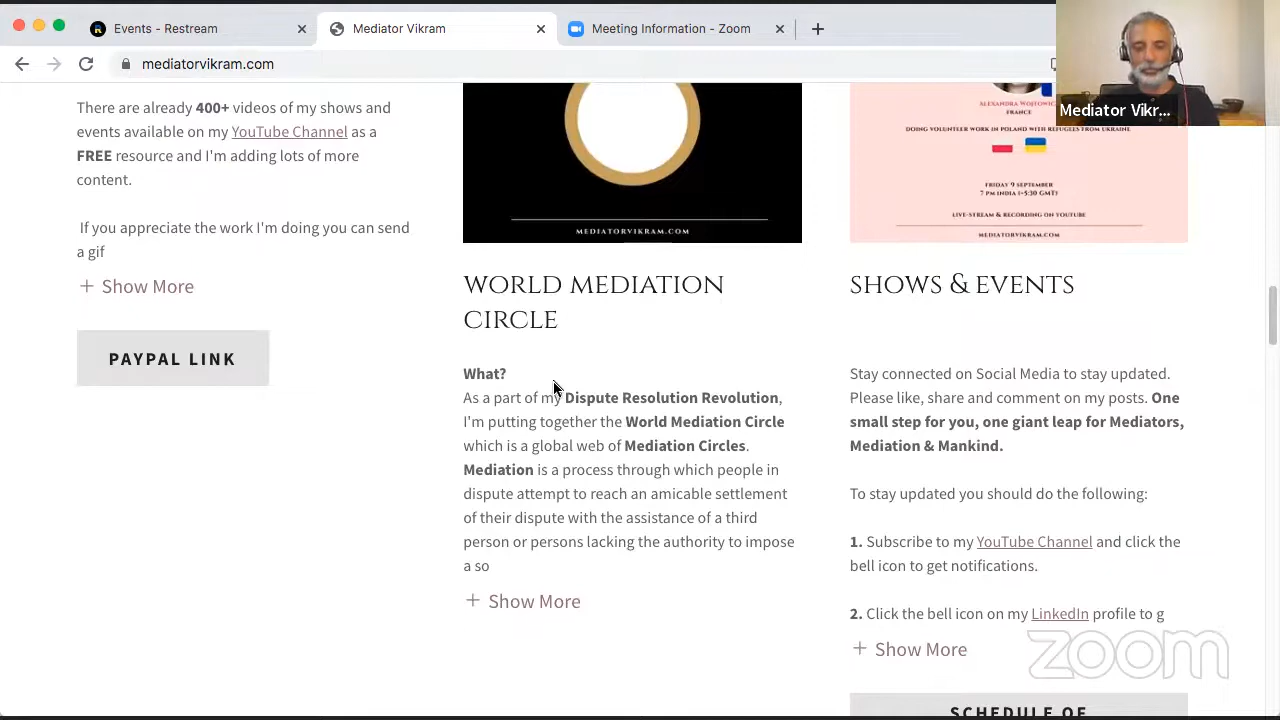 Events - Restream
Mediator Vikram
Meeting Information - Zoom
mediatorvikram.com
Mediator Vikr...
There are already 400+ videos of my shows and
events available on my YouTube Channel as a
FREE resource and I'm adding lots of more
content.
If you appreciate the work I'm doing you can send
a gif
+ Show More
PAYPAL LINK
MEDIATORVIKRAM.COM
WORLD MEDIATION
CIRCLE
What?
As a part of my Dispute Resolution Revolution,
I'm putting together the World Mediation Circle
which is a global web of Mediation Circles.
Mediation is a process through which people in
dispute attempt to reach an amicable settlement
of their dispute with the assistance of a third
person or persons lacking the authority to impose
a so
+ Show More
ALEXANDRA
FRANCE
DOING VOLUNTEER WORK IN POLAND WITH REFUGEES FROM UKRAINE
FRIDAY 9 SEPTEMBER
7 PM INDIA (+5:30 GMT)
LIVE-STREAM & RECORDING ON YOUTUBE
MEDIATORVIKRAM.COM
SHOWS & EVENTS
Stay connected on Social Media to stay updated.
Please like, share and comment on my posts. One
small step for you, one giant leap for Mediators,
Mediation & Mankind.
To stay updated you should do the following:
1. Subscribe to my YouTube Channel and click the
bell icon to get notifications.
2. Click the bell icon on my LinkedIn profile to g
+ Show More
SCHEDULE OF
zoom